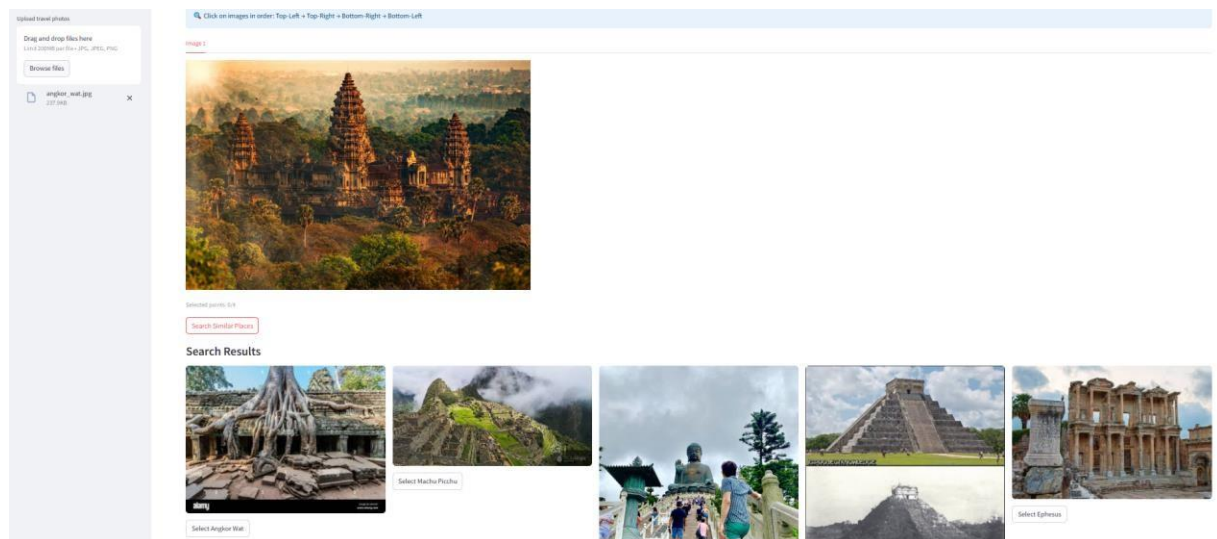 Upload travel photos
Drag and drop files here
Limit 200MB per file • JPG, JPEG, PNG
Browse files
angkor_wat.jpg
237.0KB
Click on images in order: Top-Left → Top-Right → Bottom-Right → Bottom-Left
Image 1
Selected points: 0/4
Search Similar Places
Search Results
alamy
Select Machu Picchu
Select Ephesus
Select Angkor Wat